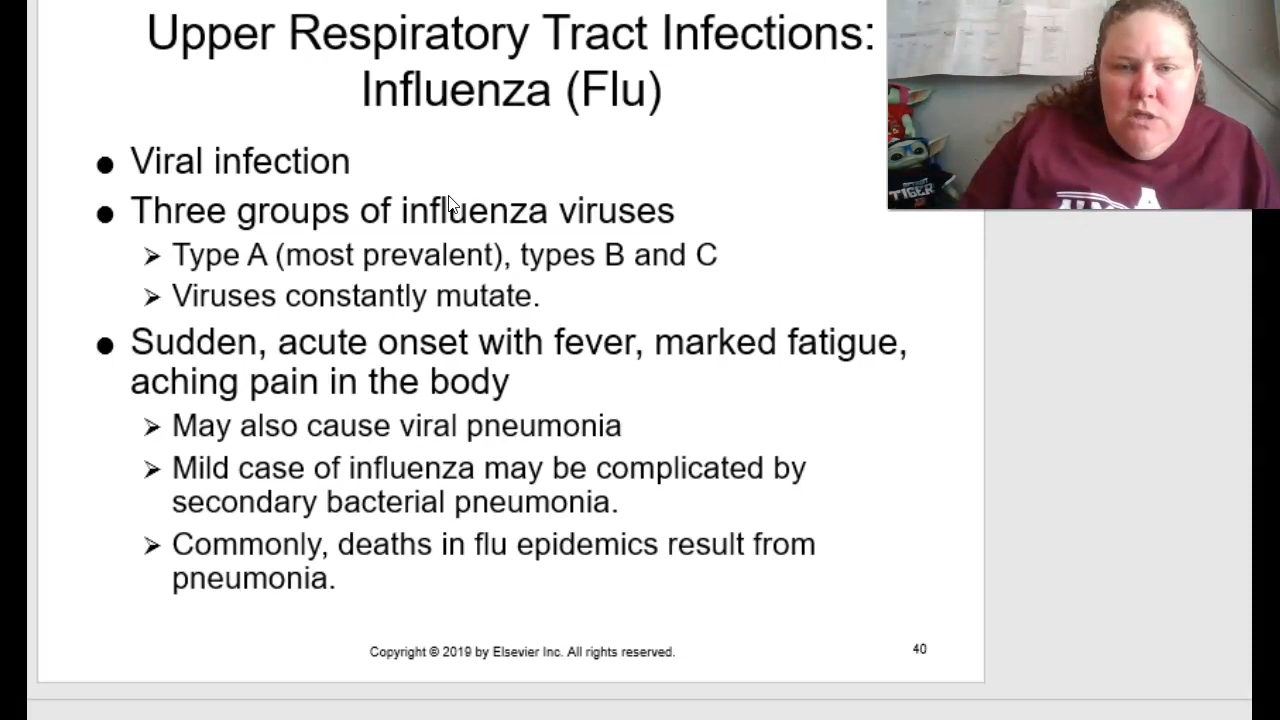 Upper Respiratory Tract Infections:
Influenza (Flu)
● Viral infection
● Three groups of influenza viruses
➢ Type A (most prevalent), types B and C
➢ Viruses constantly mutate.
● Sudden, acute onset with fever, marked fatigue,
aching pain in the body
➢ May also cause viral pneumonia
➢ Mild case of influenza may be complicated by
secondary bacterial pneumonia.
➢ Commonly, deaths in flu epidemics result from
pneumonia.
Copyright © 2019 by Elsevier Inc. All rights reserved.
40
DETROIT
TIGER
A